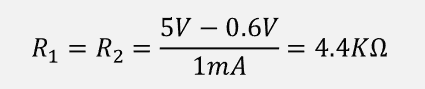 R₁ = R₂ = (5V − 0.6V) / 1mA = 4.4KΩ